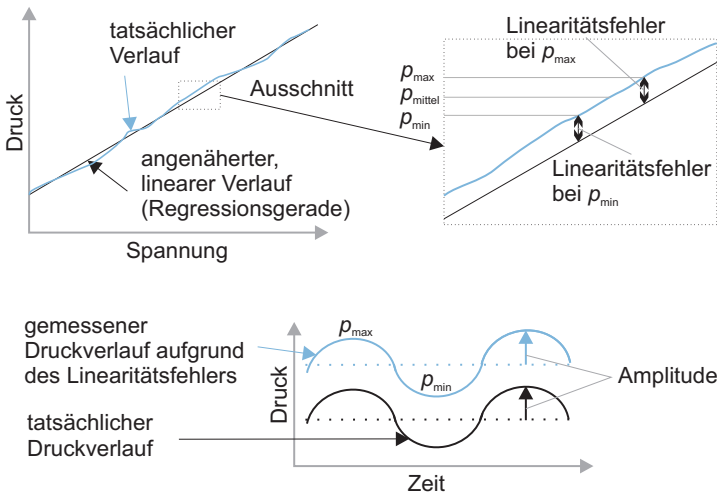 tatsächlicher
Verlauf
Druck
Ausschnitt
angenäherter,
linearer Verlauf
(Regressionsgerade)
Spannung
Linearitätsfehler
bei pmax
pmax
pmittel
pmin
Linearitätsfehler
bei pmin
gemessener
Druckverlauf aufgrund
des Linearitätsfehlers
tatsächlicher
Druckverlauf
Druck
pmax
pmin
Amplitude
Zeit